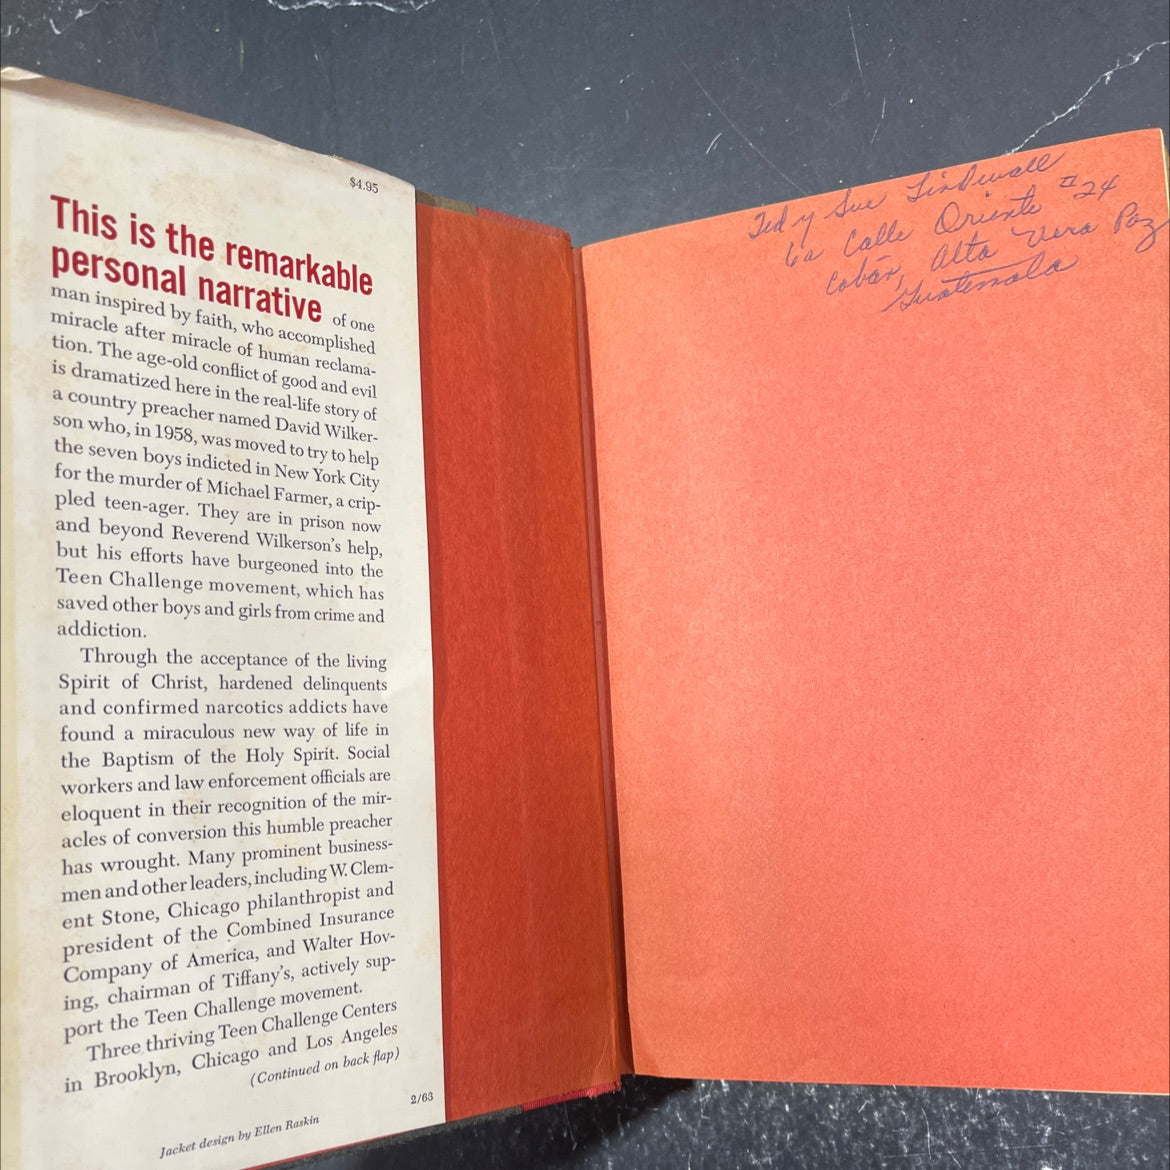 $4.95
This is the remarkable
personal narrative of one
man inspired by faith, who accomplished
miracle after miracle of human reclama-
tion. The age-old conflict of good and evil
is dramatized here in the real-life story of
a country preacher named David Wilker-
son who, in 1958, was moved to try to help
the seven boys indicted in New York City
for the murder of Michael Farmer, a crip-
pled teen-ager. They are in prison now
and beyond Reverend Wilkerson's help,
but his efforts have burgeoned into the
Teen Challenge movement, which has
saved other boys and girls from crime and
addiction.
Through the acceptance of the living
Spirit of Christ, hardened delinquents
and confirmed narcotics addicts have
found a miraculous new way of life in
the Baptism of the Holy Spirit. Social
workers and law enforcement officials are
eloquent in their recognition of the mir-
acles of conversion this humble preacher
has wrought. Many prominent business-
men and other leaders, including W. Clem-
ent Stone, Chicago philanthropist and
president of the Combined Insurance
Company of America, and Walter Hov-
ing, chairman of Tiffany's, actively sup-
port the Teen Challenge movement.
Three thriving Teen Challenge Centers
in Brooklyn, Chicago and Los Angeles
(Continued on back flap)
2/63
Jacket design by Ellen Raskin
Ted y Sue Lindwall
6a Calle Oriente #24
Cobán, Alta Vera Paz
Guatemala